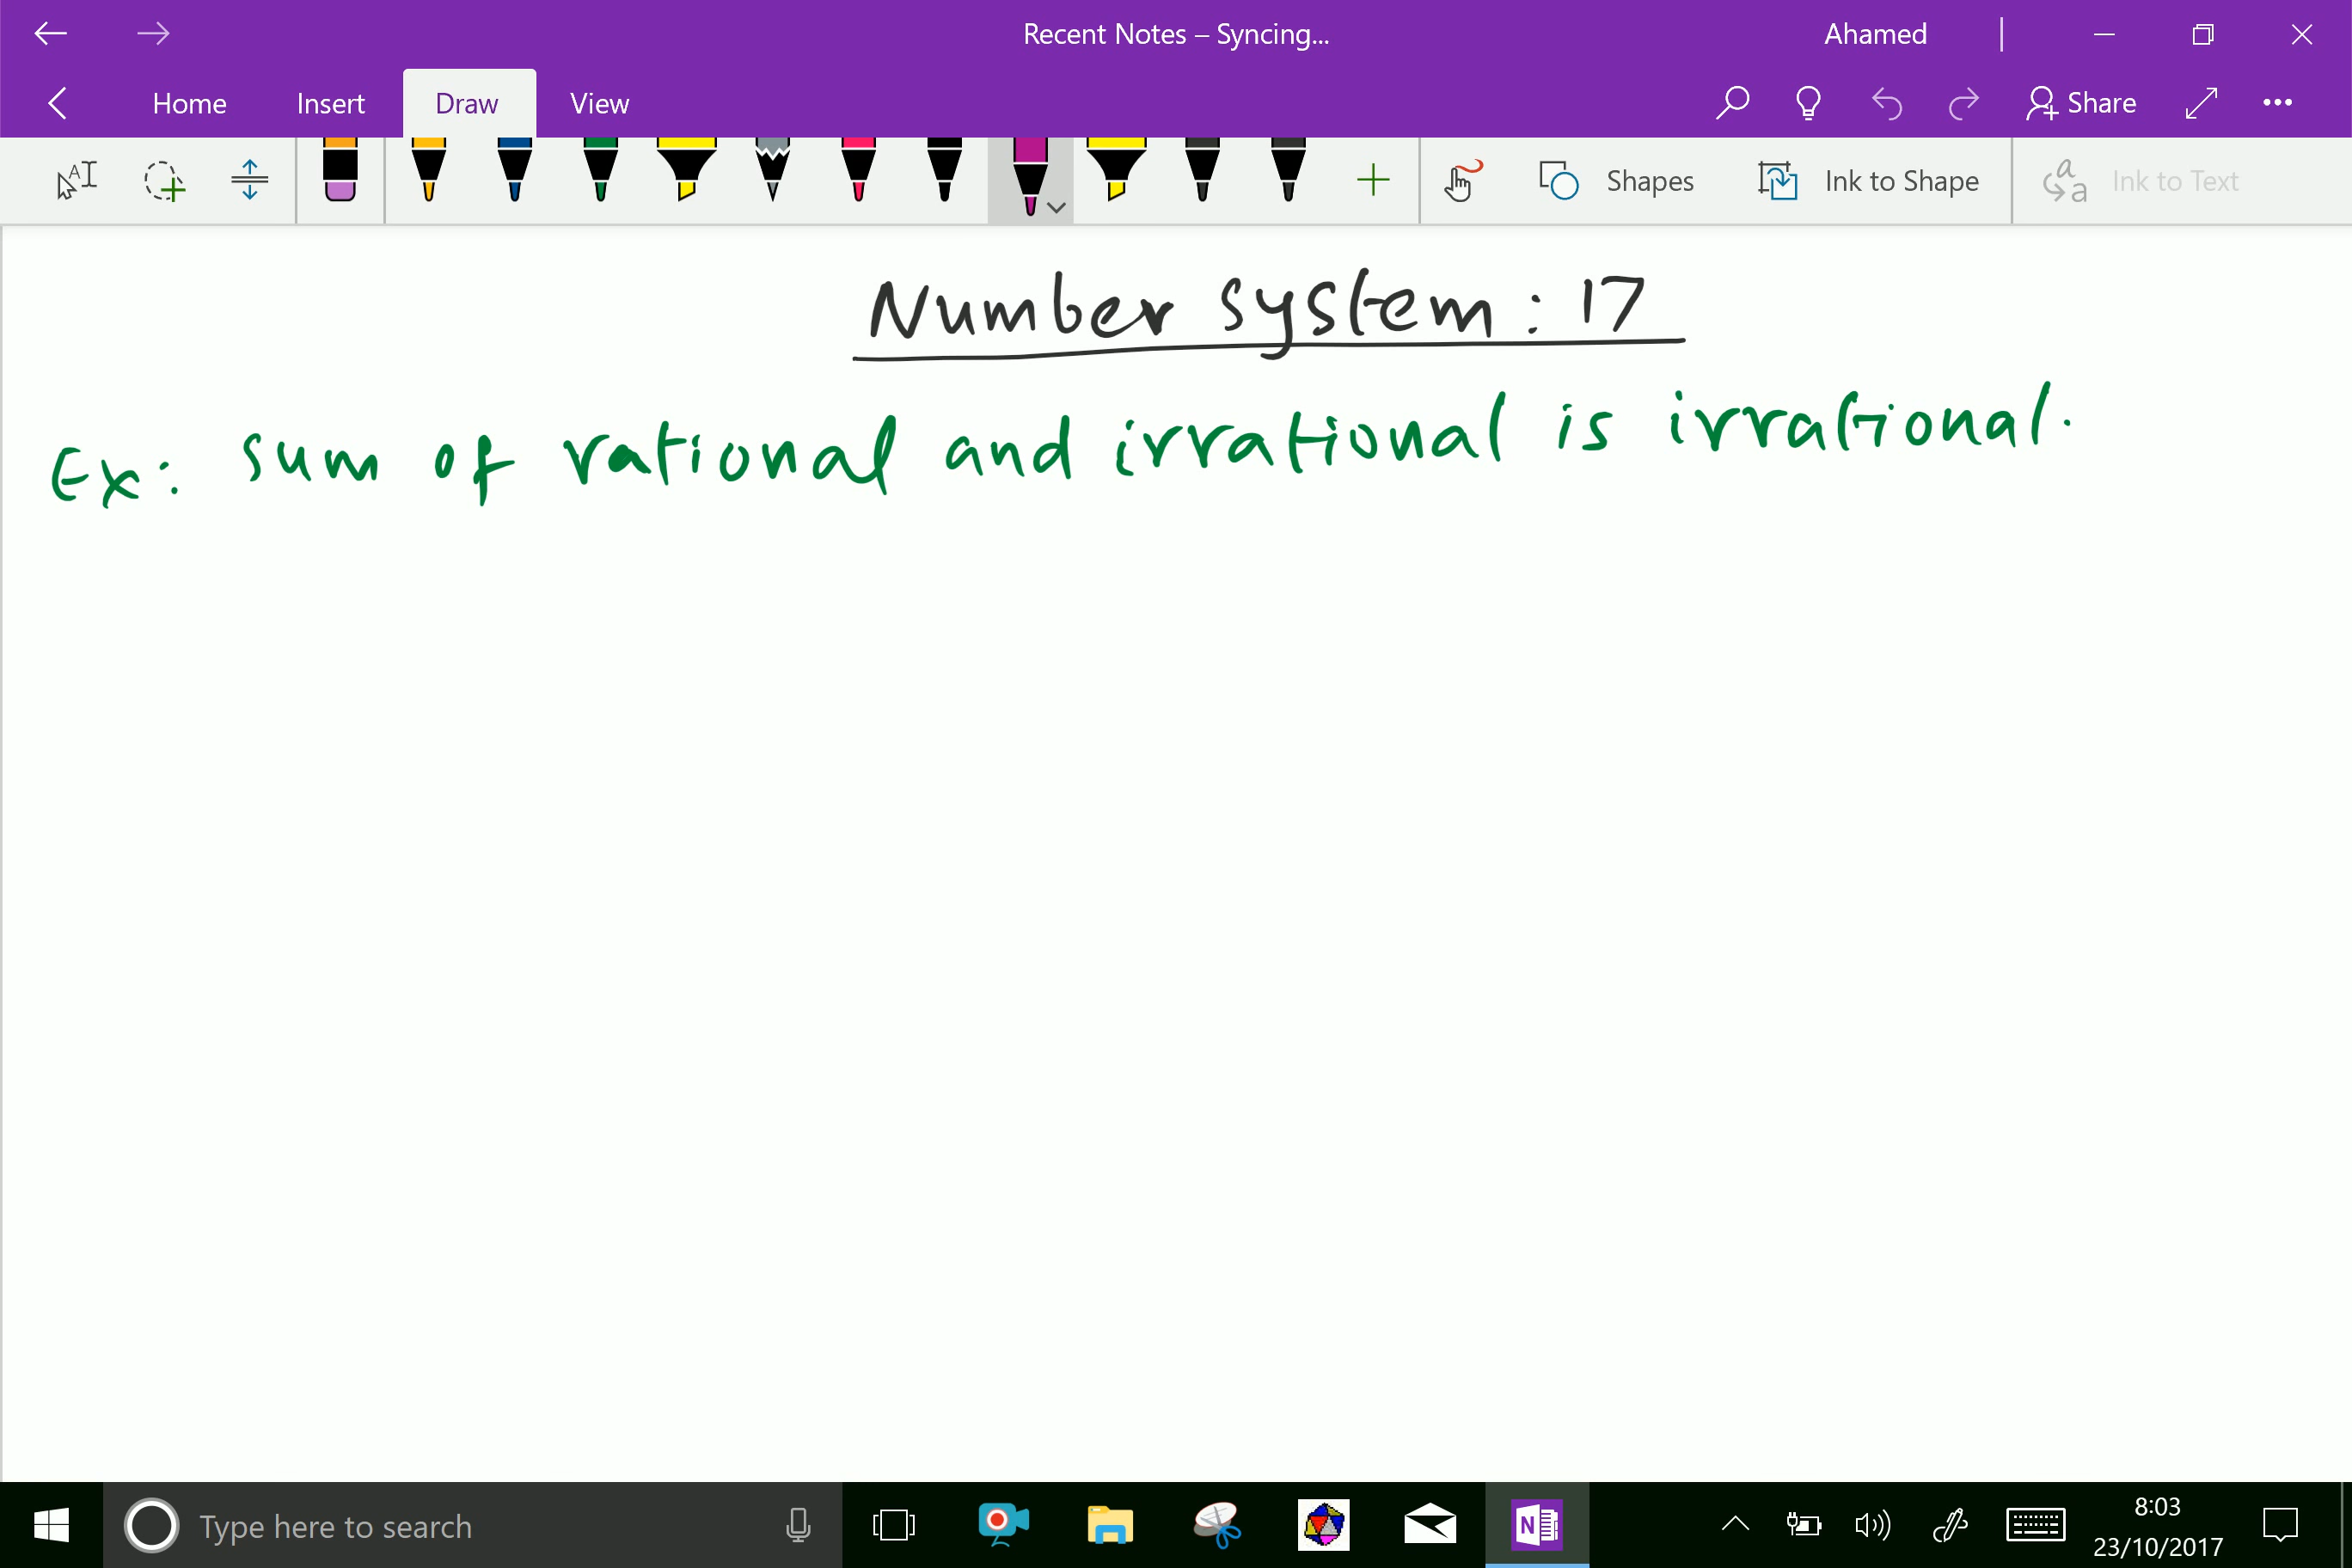 Recent Notes – Syncing...
Ahamed
Home Insert Draw View Share
Shapes Ink to Shape Ink to Text
Number system : 17
Ex: sum of rational and irrational is irrational.
Type here to search
8:03
23/10/2017